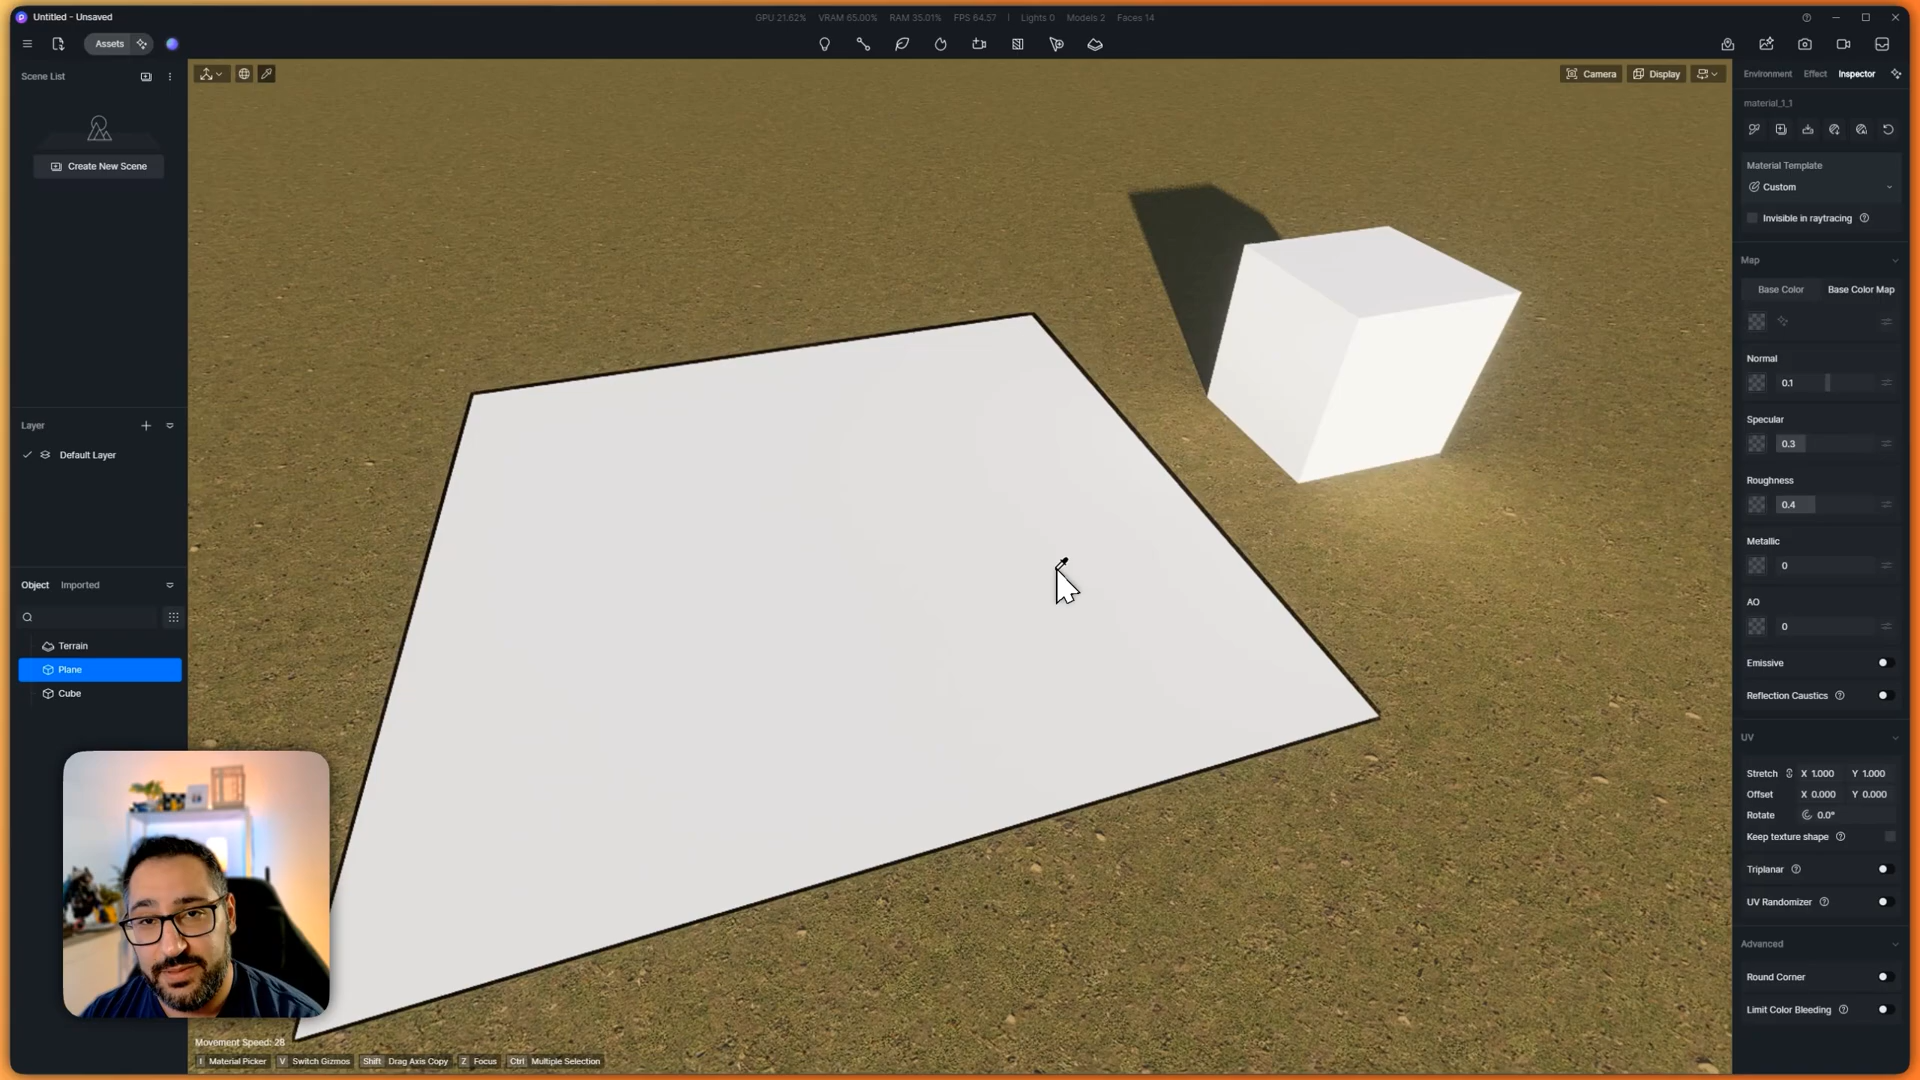 Untitled - Unsaved
GPU 21.62% VRAM 65.00% RAM 35.01% FPS 64.57 | Lights 0 Models 2 Faces 14
Assets
Scene List
Create New Scene
Layer
Default Layer
Object Imported
Terrain
Plane
Cube
Camera Display
Movement Speed: 28
I Material Picker V Switch Gizmos Shift Drag Axis Copy Z Focus Ctrl Multiple Selection
Environment Effect Inspector
material_1_1
Material Template
Custom
Invisible in raytracing
Map
Base Color Base Color Map
Normal
0.1
Specular
0.3
Roughness
0.4
Metallic
0
AO
0
Emissive
Reflection Caustics
UV
Stretch X 1.000 Y 1.000
Offset X 0.000 Y 0.000
Rotate 0.0°
Keep texture shape
Triplanar
UV Randomizer
Advanced
Round Corner
Limit Color Bleeding